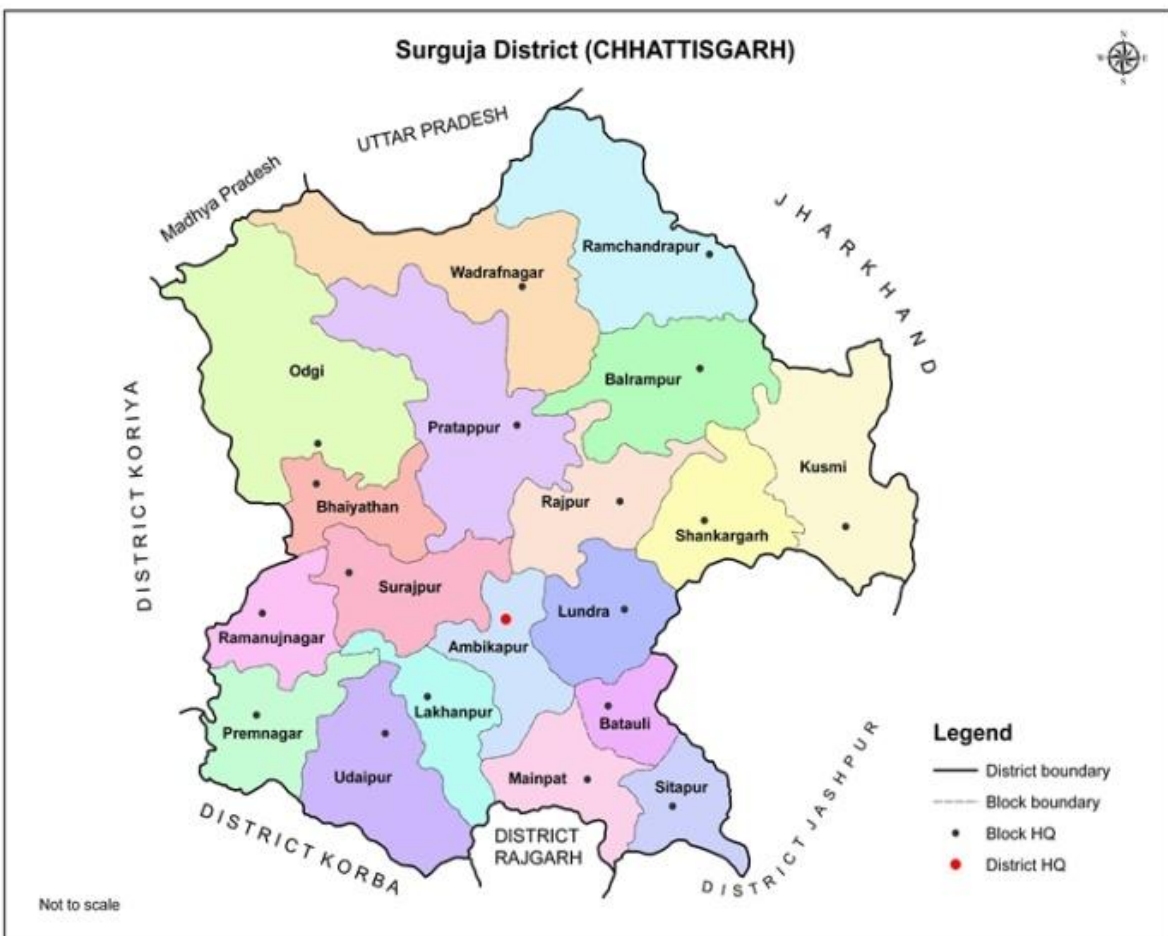 Surguja District (CHHATTISGARH)
N
W E
S
UTTAR PRADESH
Madhya Pradesh
JHARKHAND
Ramchandrapur
Wadrafnagar
Odgi
Balrampur
DISTRICT KORIYA
Pratappur
Kusmi
Bhaiyathan
Rajpur
Shankargarh
Surajpur
Lundra
Ramanujnagar
Ambikapur
Lakhanpur
Batauli
Premnagar
Udaipur
Mainpat
Sitapur
DISTRICT KORBA
DISTRICT
RAJGARH
DISTRICT JASHPUR
Legend
District boundary
Block boundary
Block HQ
District HQ
Not to scale